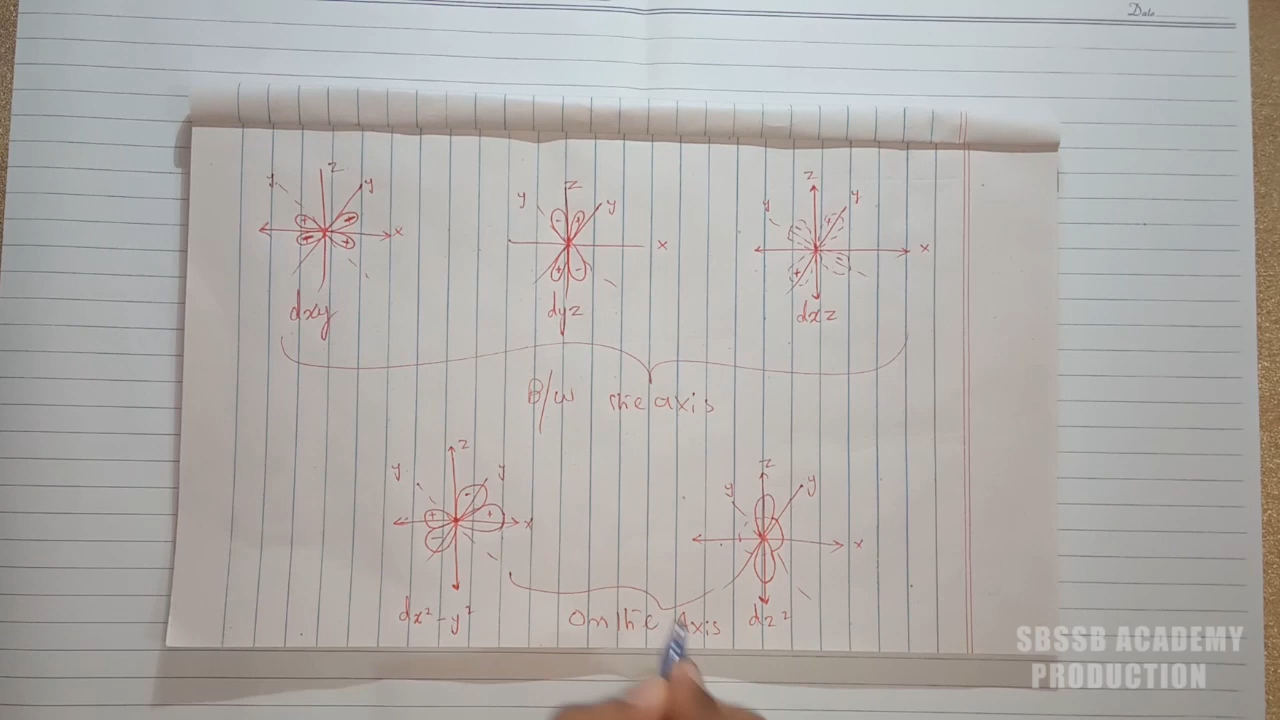 Date
y z y x
+ + + +
dxy
y z y x
- + + -
dyz
y z y x
+ +
dxz
B/w the axis
y z y x
+ - + -
dx²-y²
y z y x
dz²
On the Axis
SBSSB ACADEMY
PRODUCTION